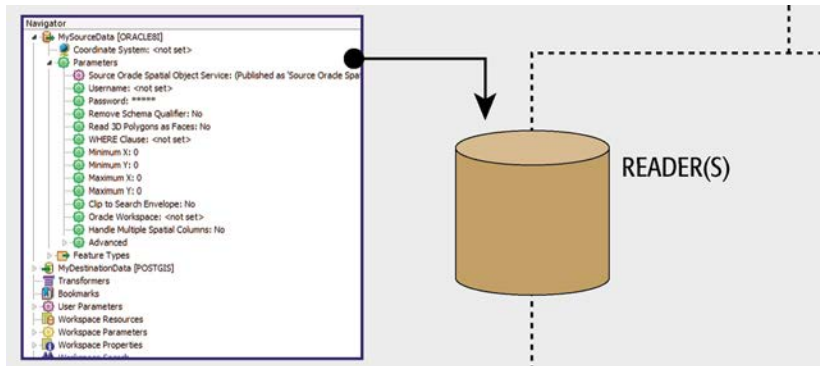 Navigator
MySourceData [ORACLE8I]
Coordinate System: <not set>
Parameters
Source Oracle Spatial Object Service: (Published as 'Source Oracle Spa
Username: <not set>
Password: *****
Remove Schema Qualifier: No
Read 3D Polygons as Faces: No
WHERE Clause: <not set>
Minimum X: 0
Minimum Y: 0
Maximum X: 0
Maximum Y: 0
Clip to Search Envelope: No
Oracle Workspace: <not set>
Handle Multiple Spatial Columns: No
Advanced
Feature Types
MyDestinationData [POSTGIS]
Transformers
Bookmarks
User Parameters
Workspace Resources
Workspace Parameters
Workspace Properties
Workspace Search
READER(S)